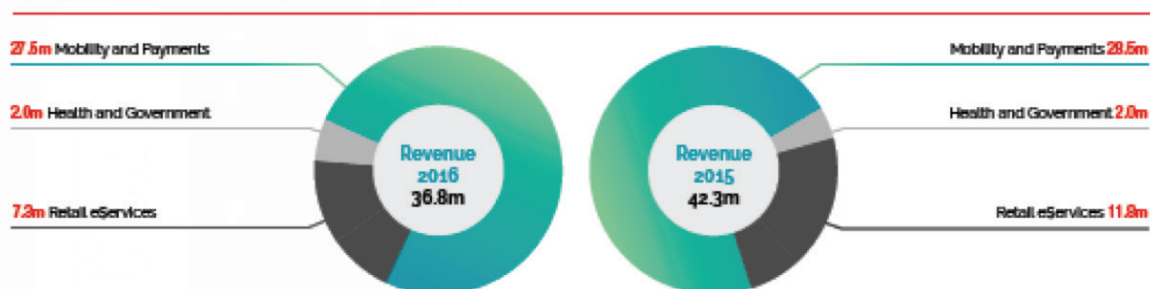 27.5m Mobility and Payments
2.0m Health and Government
7.3m Retail eServices
Revenue
2016
36.8m
Revenue
2015
42.3m
Mobility and Payments 28.5m
Health and Government 2.0m
Retail eServices 11.8m